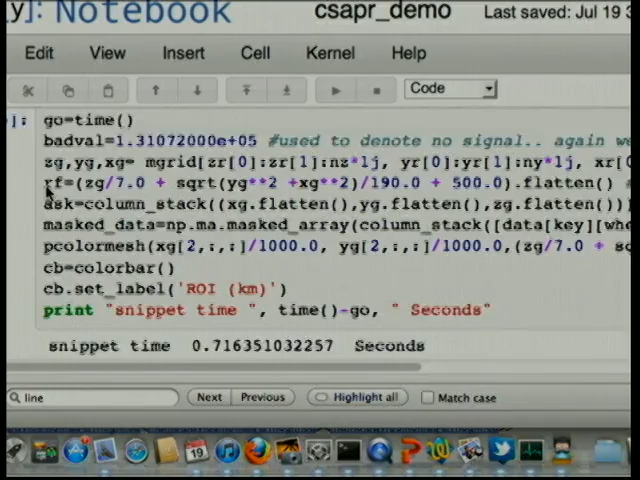 y]: Notebook csapr_demo Last saved: Jul 19 3
Edit View Insert Cell Kernel Help
Code
]: go=time()
badval=1.31072000e+05 #used to denote no signal.. again we
zg,yg,xg= mgrid[zr[0]:zr[1]:nz*1j, yr[0]:yr[1]:ny*1j, xr[0]
rf=(zg/7.0 + sqrt(yg**2 +xg**2)/190.0 + 500.0).flatten() #
ask=column_stack((xg.flatten(),yg.flatten(),zg.flatten()
masked_data=np.ma.masked_array(column_stack([data[key][whe
pcolormesh(xg[2,:,:]/1000.0, yg[2,:,:]/1000.0,(zg/7.0 + sq
cb=colorbar()
cb.set_label('ROI (km)')
print "snippet time ", time()-go, " Seconds"
snippet time 0.716351032257 Seconds
line Next Previous Highlight all Match case
19